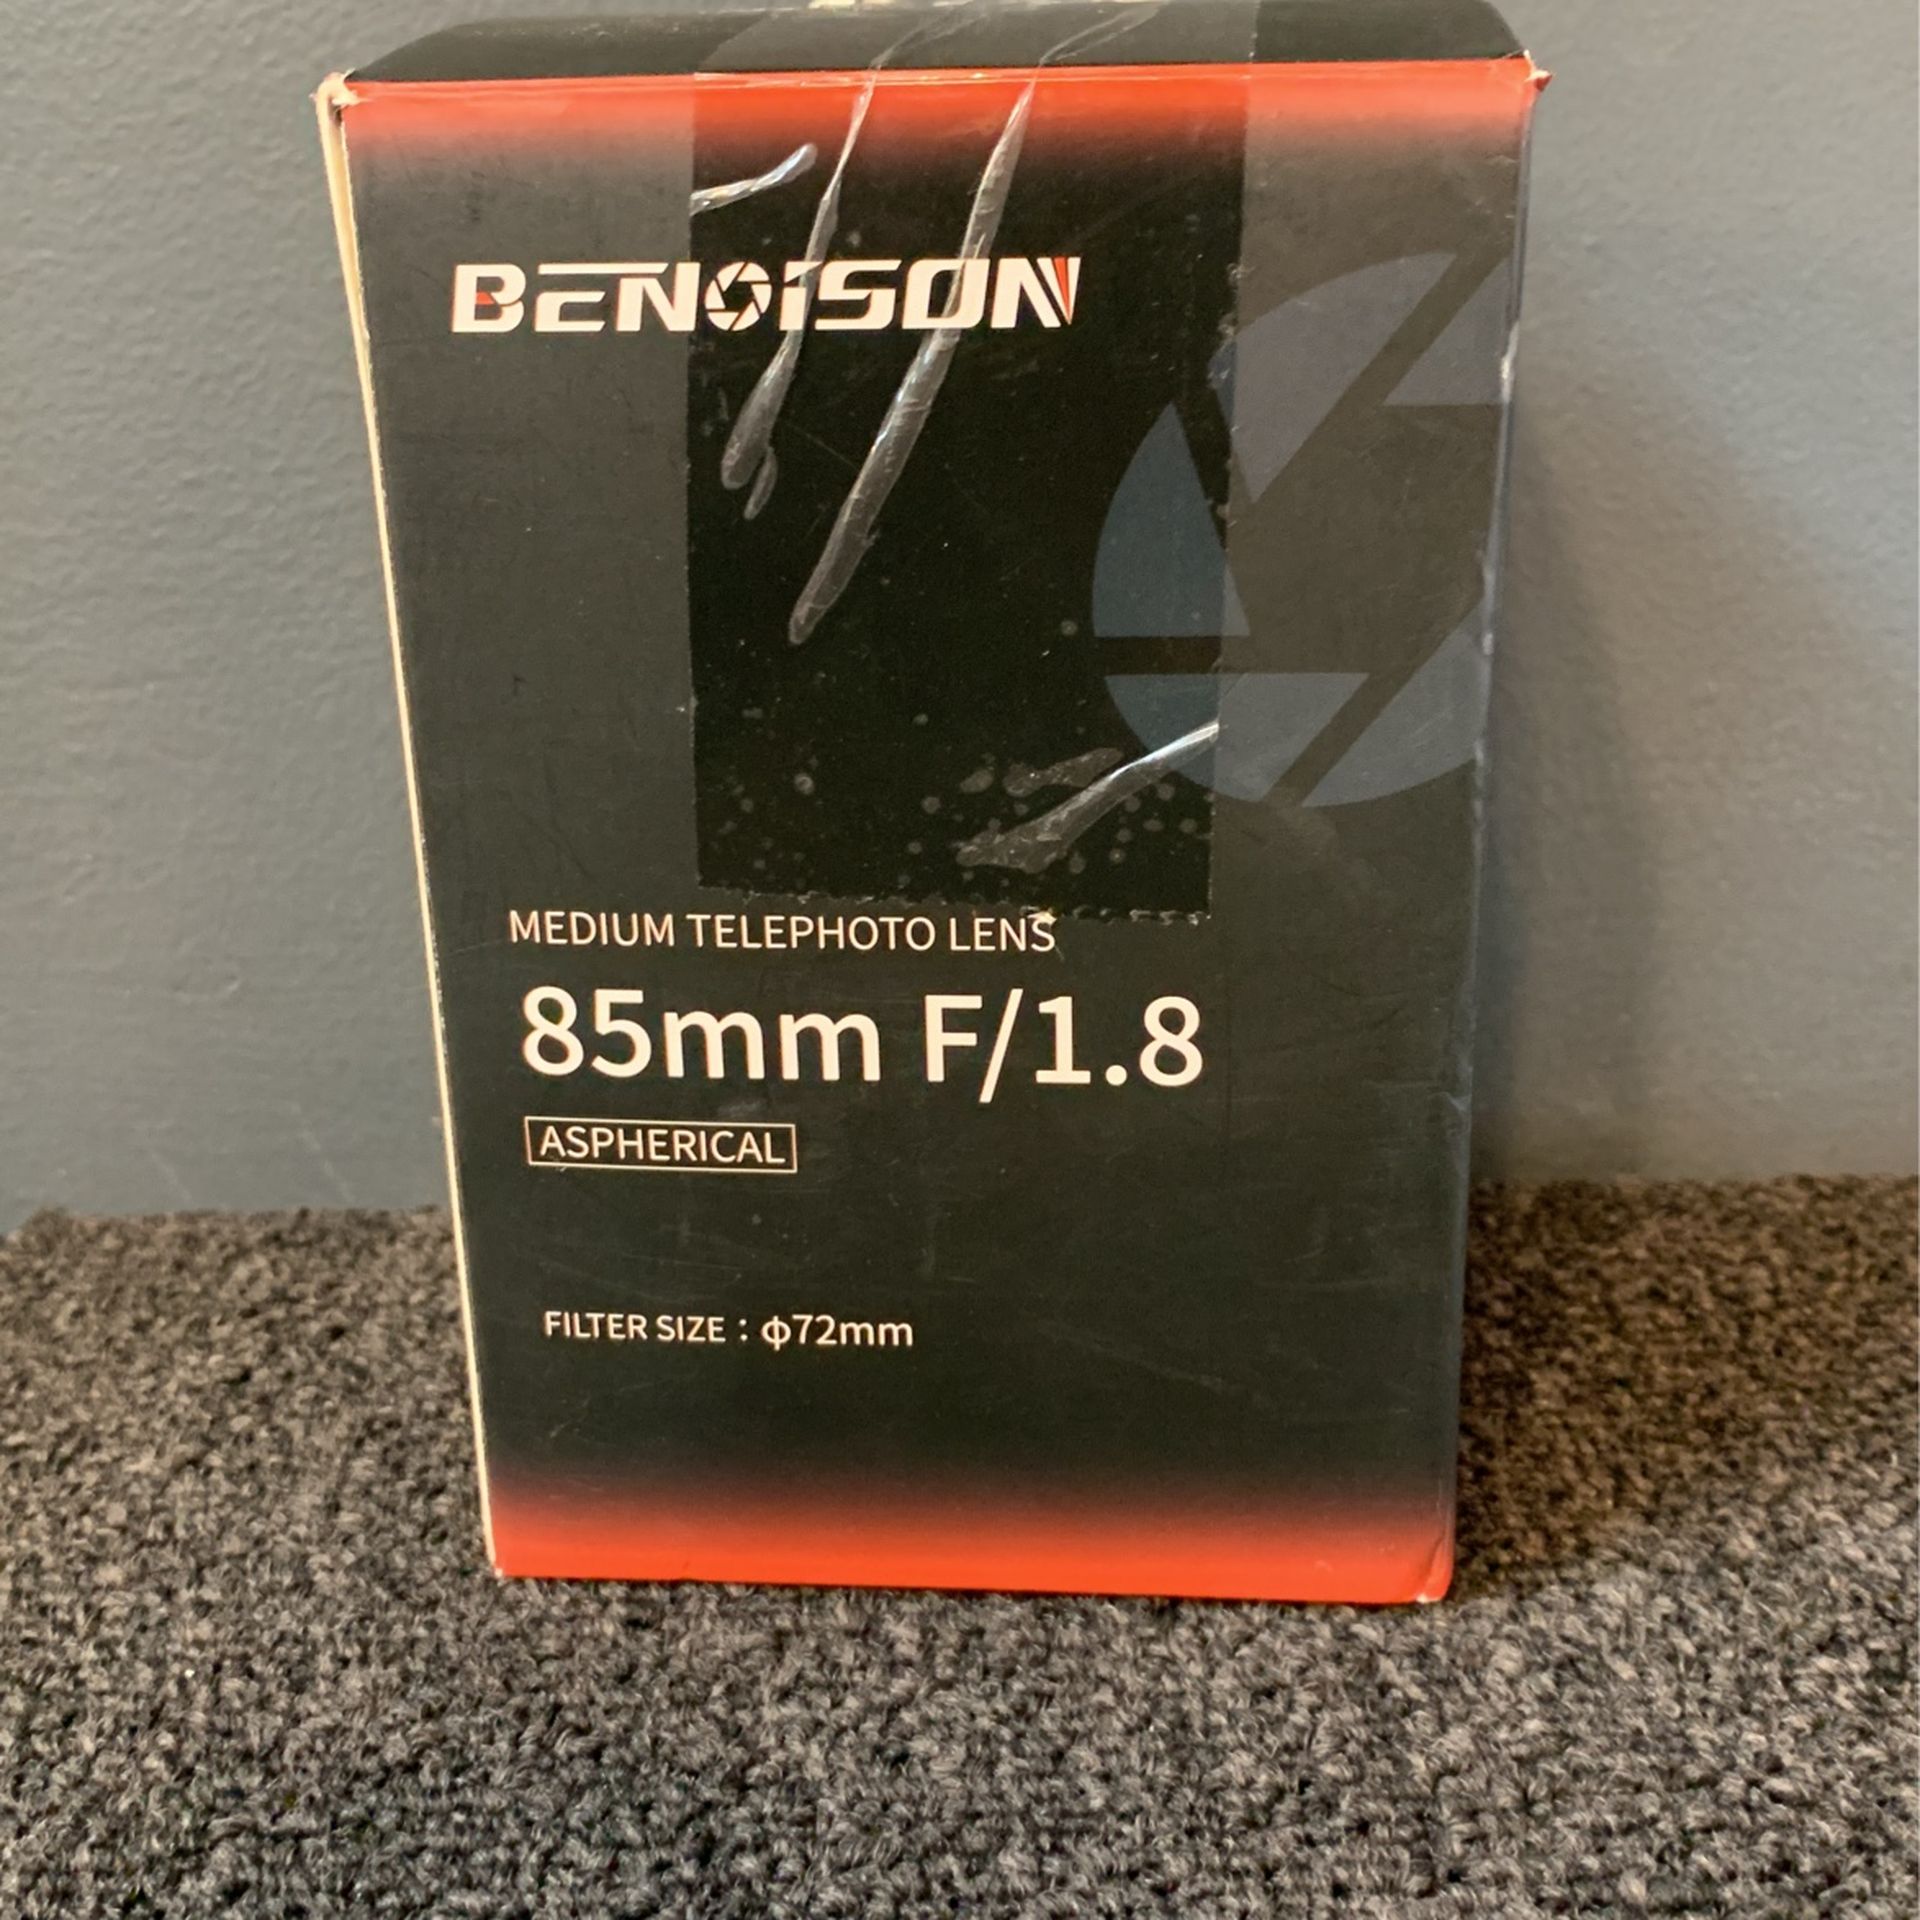 BENOISON
MEDIUM TELEPHOTO LENS
85mm F/1.8
ASPHERICAL
FILTER SIZE : ϕ72mm